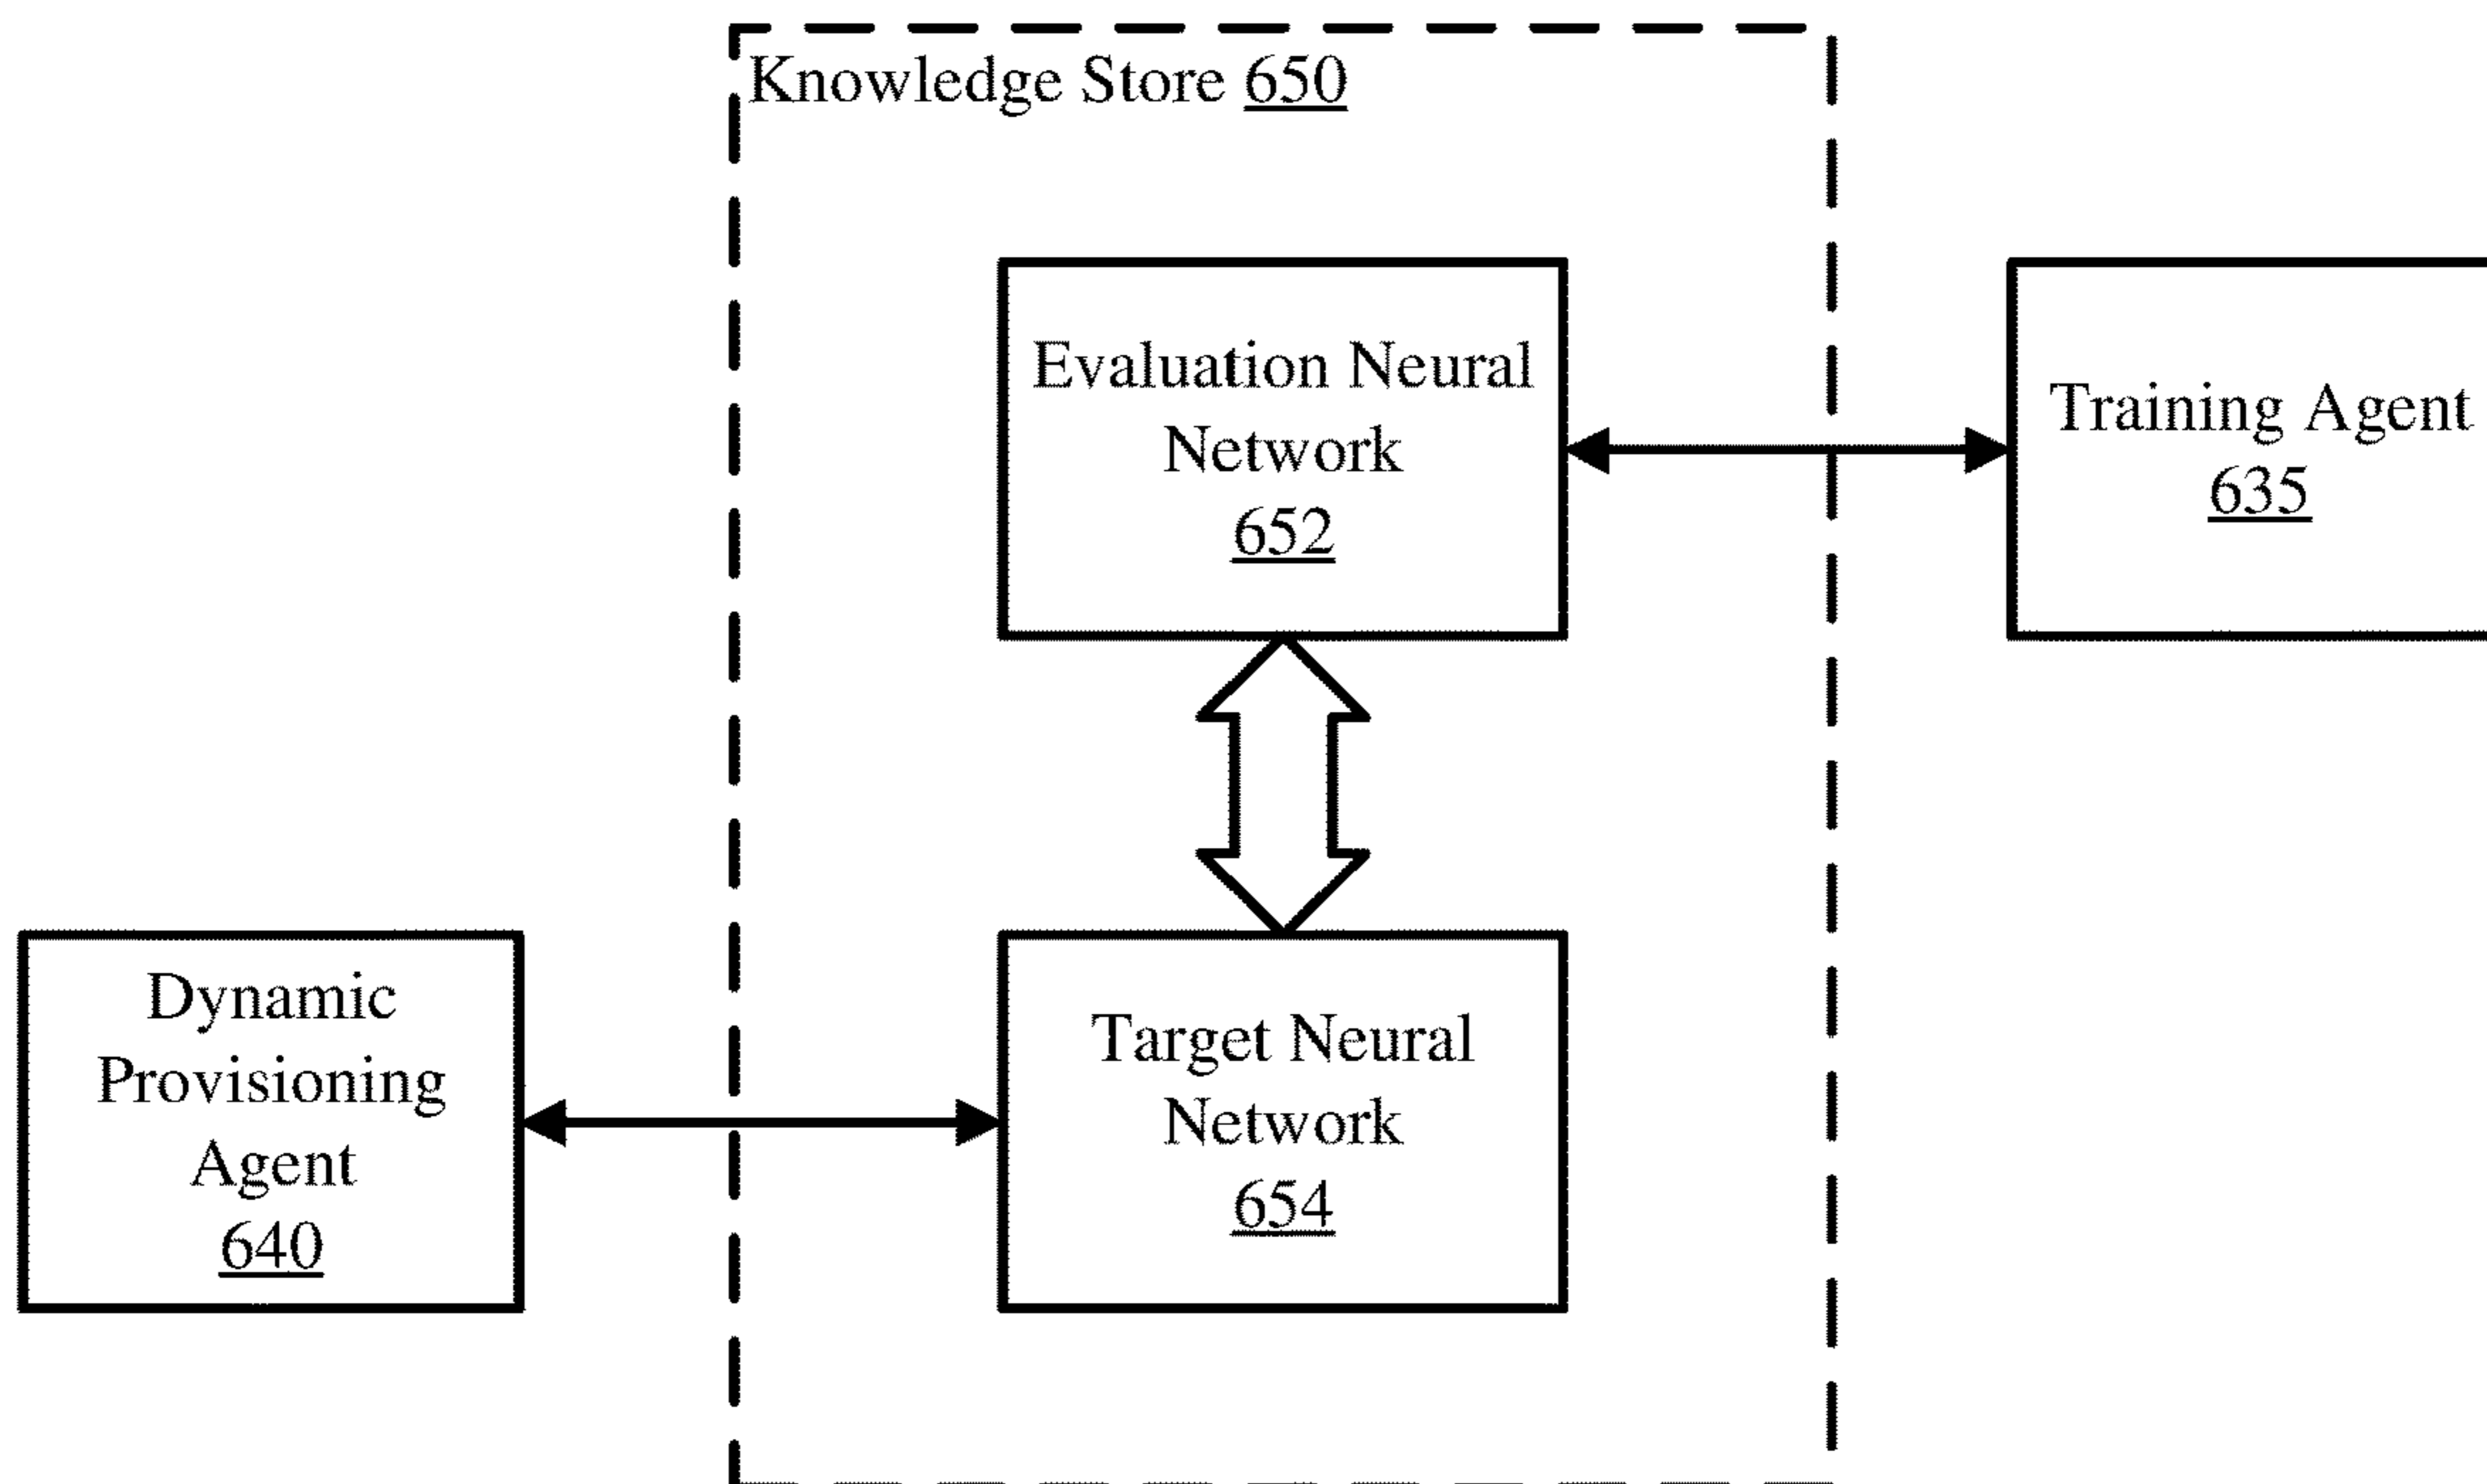 Knowledge Store 650
Evaluation Neural
Network
652
Training Agent
635
Dynamic
Provisioning
Agent
640
Target Neural
Network
654